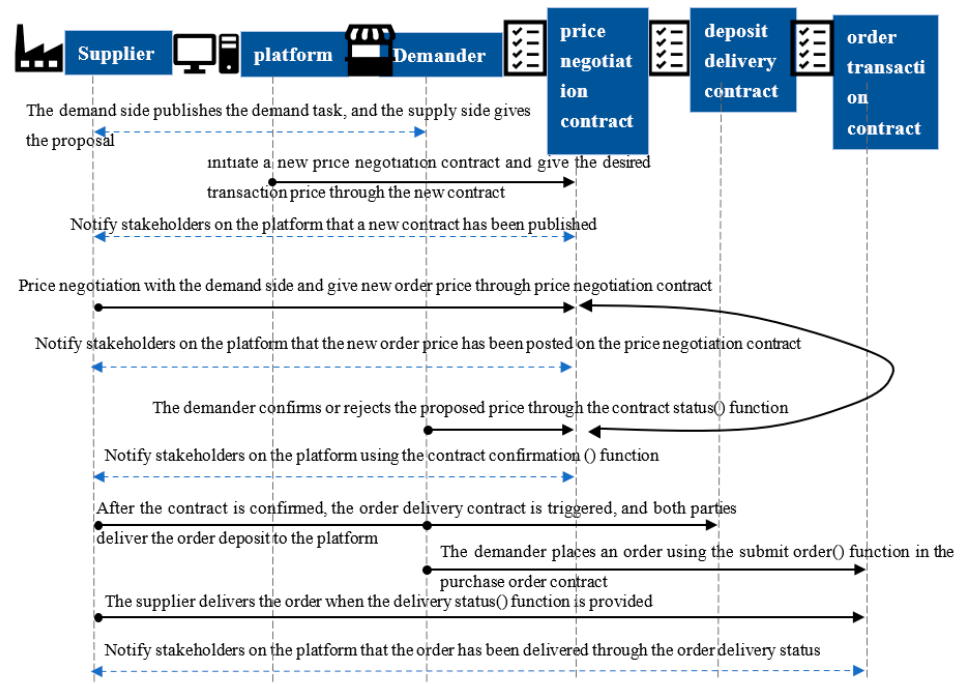 Supplier
platform
Demander
price
negotiat
ion
contract
deposit
delivery
contract
order
transacti
on
contract
The demand side publishes the demand task, and the supply side gives
the proposal
initiate a new price negotiation contract and give the desired
transaction price through the new contract
Notify stakeholders on the platform that a new contract has been published
Price negotiation with the demand side and give new order price through price negotiation contract
Notify stakeholders on the platform that the new order price has been posted on the price negotiation contract
The demander confirms or rejects the proposed price through the contract status() function
Notify stakeholders on the platform using the contract confirmation () function
After the contract is confirmed, the order delivery contract is triggered, and both parties
deliver the order deposit to the platform
The demander places an order using the submit order() function in the
purchase order contract
The supplier delivers the order when the delivery status() function is provided
Notify stakeholders on the platform that the order has been delivered through the order delivery status